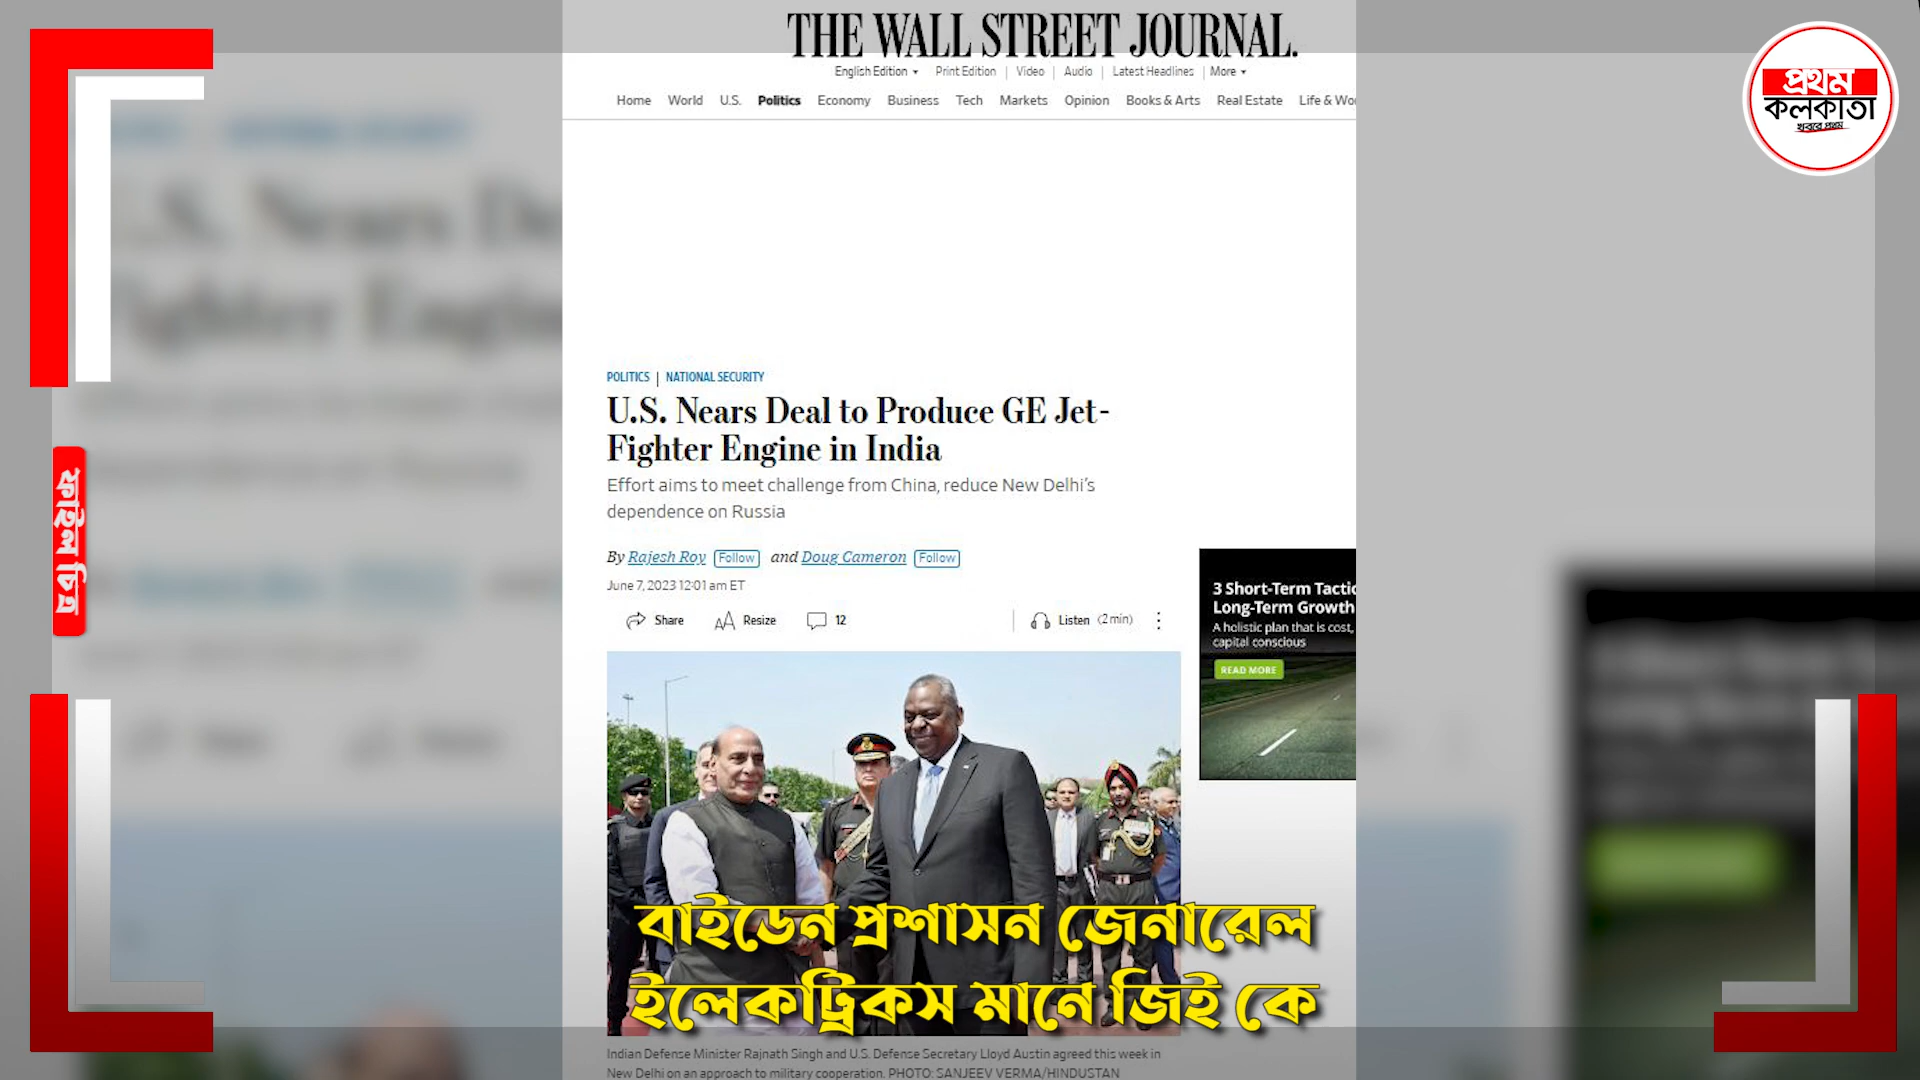 THE WALL STREET JOURNAL.
English Edition
Print Edition
Video
Audio
Latest Headlines
More
Home
World
U.S.
Politics
Economy
Business
Tech
Markets
Opinion
Books & Arts
Real Estate
Life & Wo
প্রথম
কলকাতা
খবরে প্রথম
POLITICS | NATIONAL SECURITY
U.S. Nears Deal to Produce GE Jet-
Fighter Engine in India
Effort aims to meet challenge from China, reduce New Delhi's
dependence on Russia
By Rajesh Roy Follow and Doug Cameron Follow
June 7, 2023 12:01 am ET
Share
Resize
12
Listen (2 min)
3 Short-Term Tactic
Long-Term Growth
A holistic plan that is cost,
capital conscious
READ MORE
ফাইল চিত্র
বাইডেন প্রশাসন জেনারেল
ইলেকট্রিকস মানে জিই কে
Indian Defense Minister Rajnath Singh and U.S. Defense Secretary Lloyd Austin agreed this week in
New Delhi on an approach to military cooperation. PHOTO: SANJEEV VERMA/HINDUSTAN